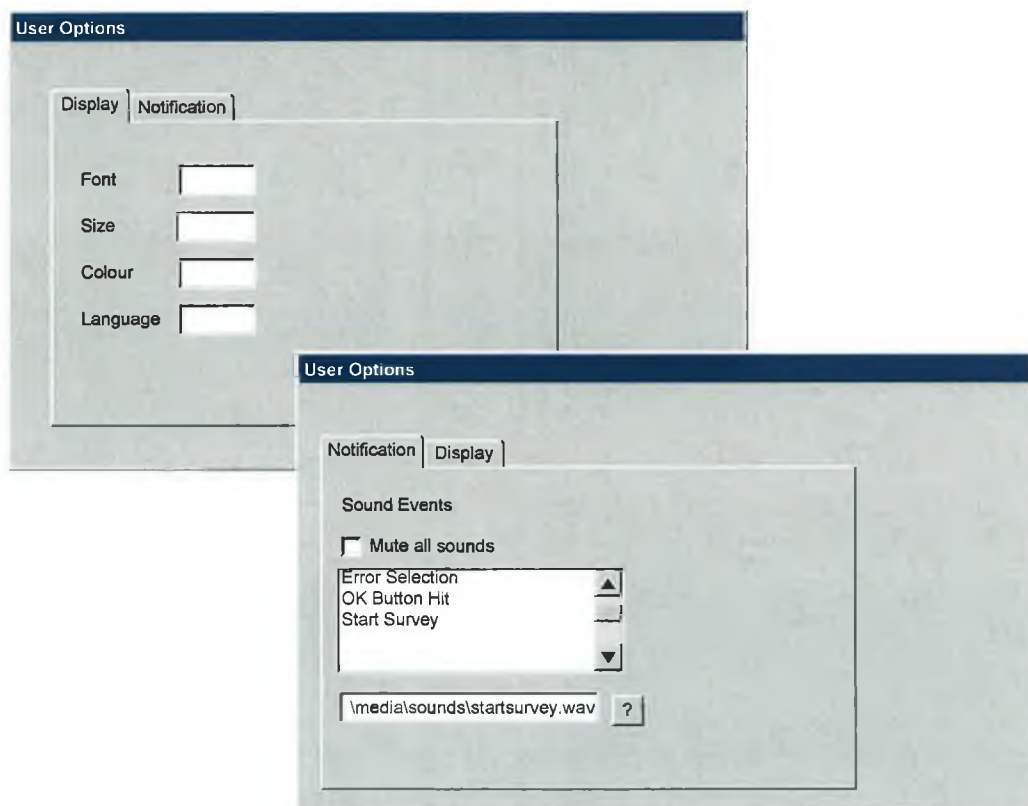 User Options
Display Notification
Font
Size
Colour
Language
User Options
Notification Display
Sound Events
Mute all sounds
Error Selection
OK Button Hit
Start Survey
\media\sounds\startsurvey.wav ?